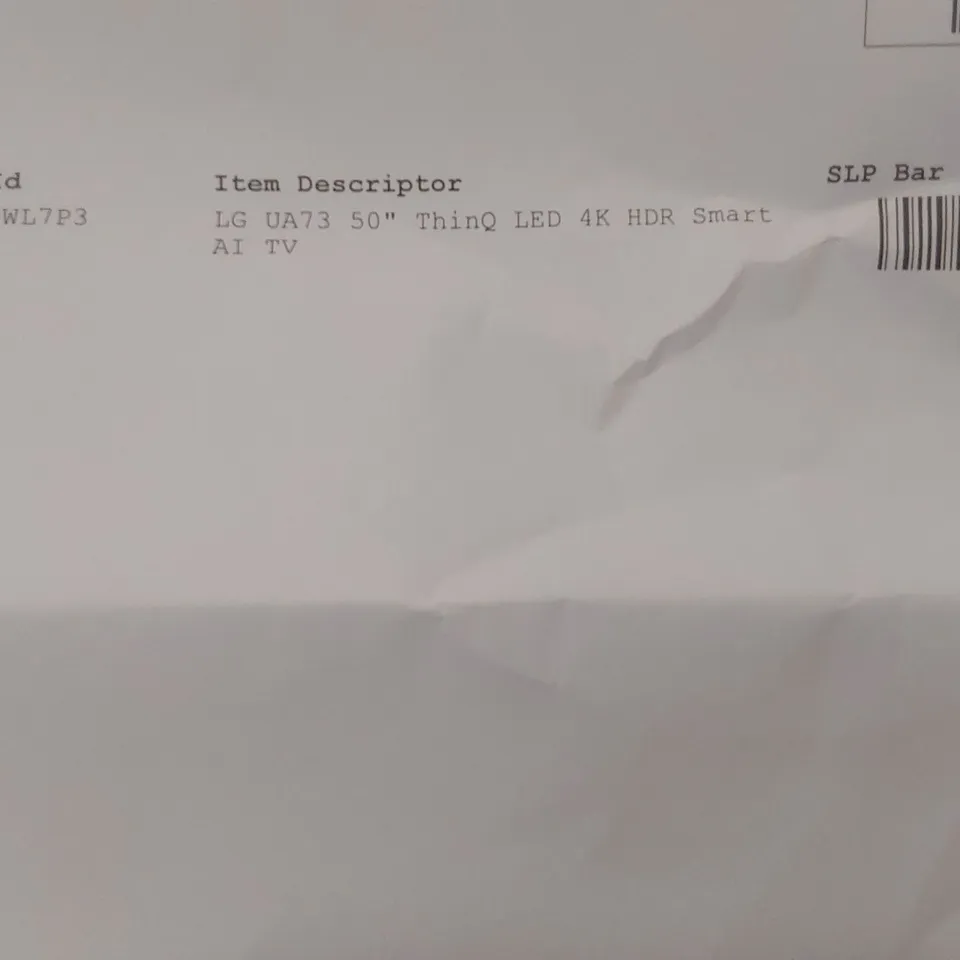 Id Item Descriptor SLP Bar
WL7P3 LG UA73 50" ThinQ LED 4K HDR Smart
AI TV